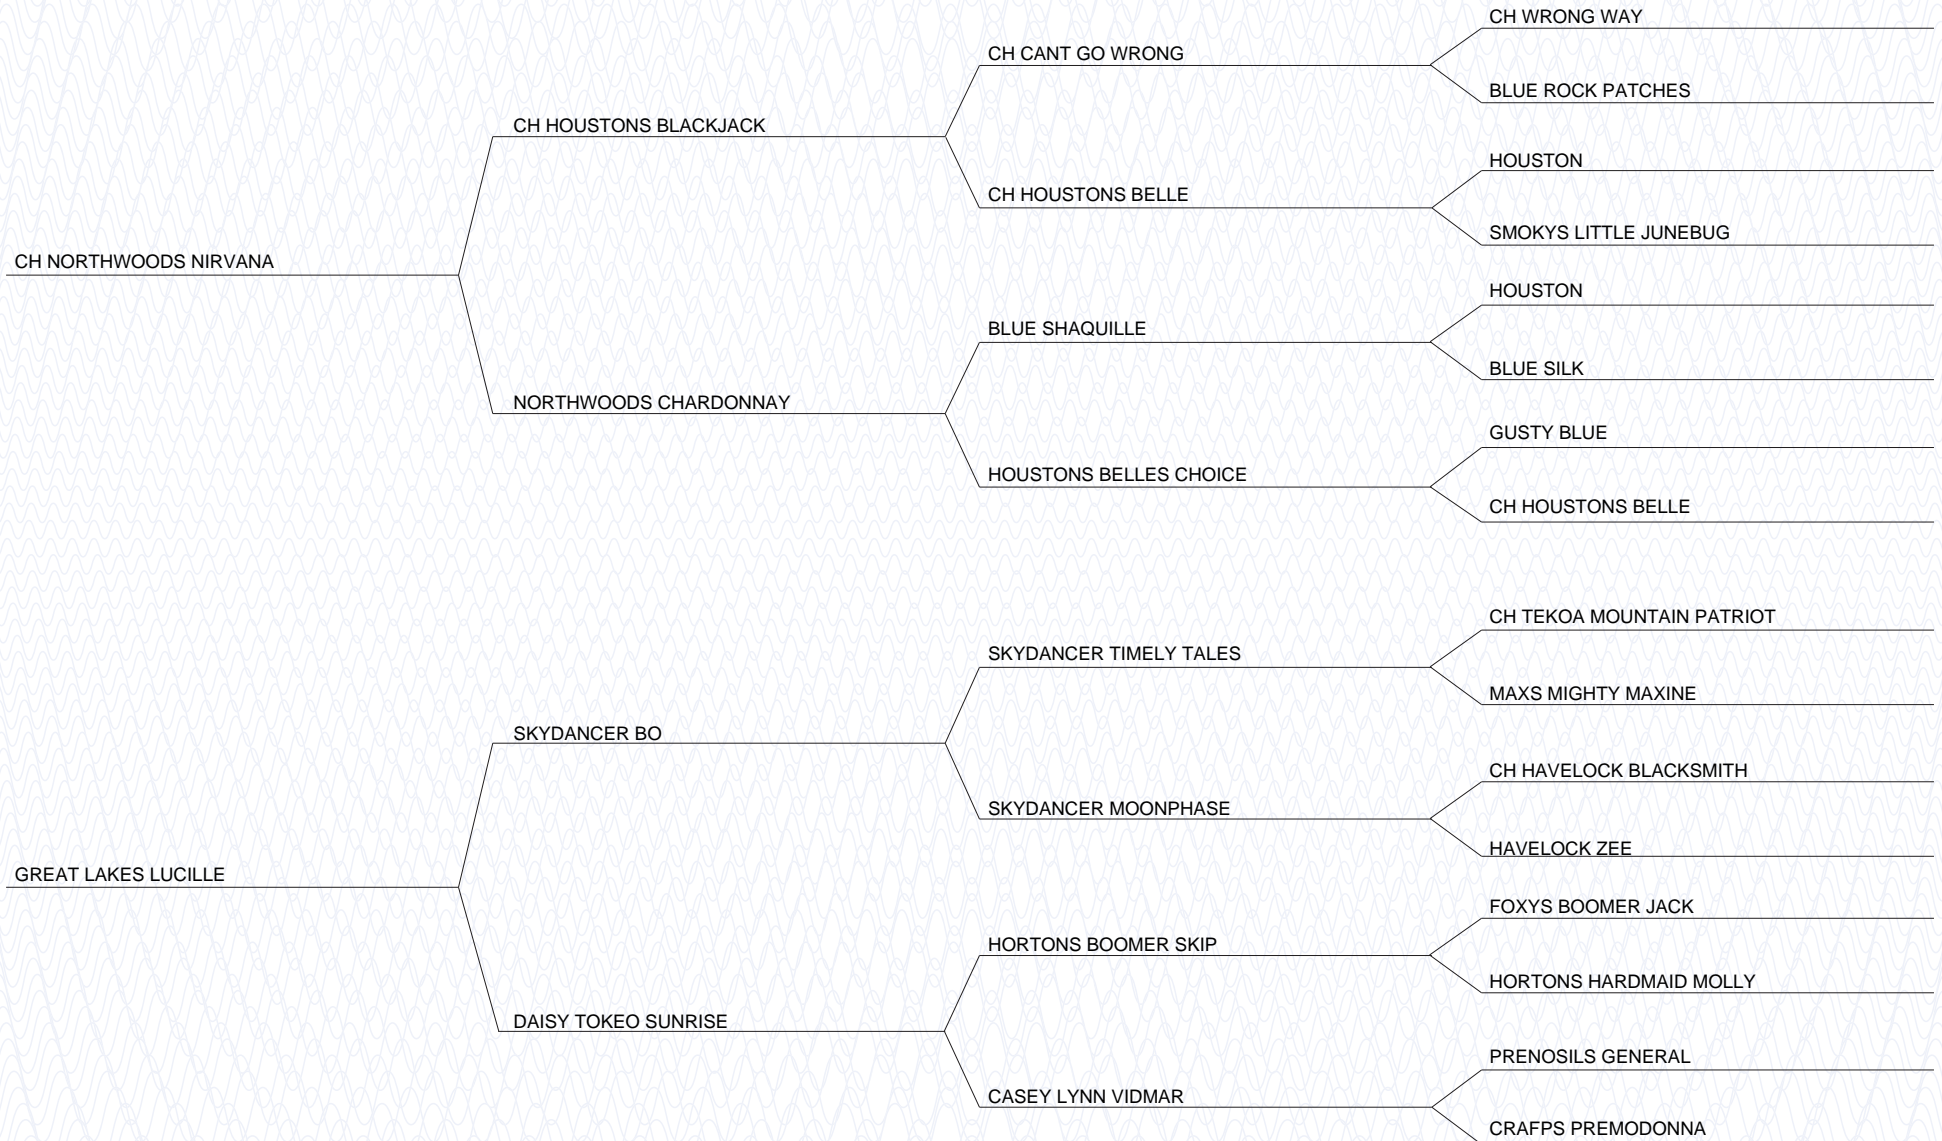 CH WRONG WAY
CH CANT GO WRONG
BLUE ROCK PATCHES
CH HOUSTONS BLACKJACK
HOUSTON
CH HOUSTONS BELLE
SMOKYS LITTLE JUNEBUG
CH NORTHWOODS NIRVANA
HOUSTON
BLUE SHAQUILLE
BLUE SILK
NORTHWOODS CHARDONNAY
GUSTY BLUE
HOUSTONS BELLES CHOICE
CH HOUSTONS BELLE
CH TEKOA MOUNTAIN PATRIOT
SKYDANCER TIMELY TALES
MAXS MIGHTY MAXINE
SKYDANCER BO
CH HAVELOCK BLACKSMITH
SKYDANCER MOONPHASE
HAVELOCK ZEE
GREAT LAKES LUCILLE
FOXYS BOOMER JACK
HORTONS BOOMER SKIP
HORTONS HARDMAID MOLLY
DAISY TOKEO SUNRISE
PRENOSILS GENERAL
CASEY LYNN VIDMAR
CRAFPS PREMODONNA